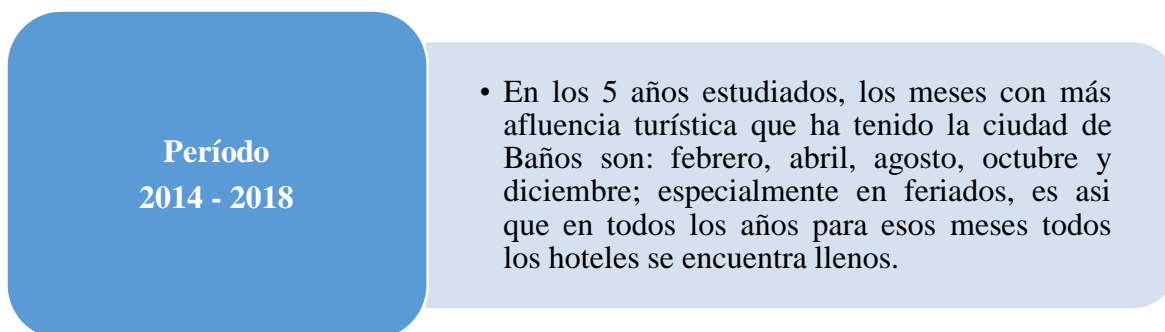 Período
2014 - 2018
• En los 5 años estudiados, los meses con más
afluencia turística que ha tenido la ciudad de
Baños son: febrero, abril, agosto, octubre y
diciembre; especialmente en feriados, es asi
que en todos los años para esos meses todos
los hoteles se encuentra llenos.